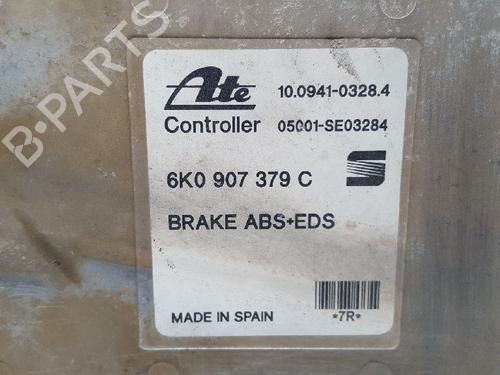 Ate 10.0941-0328.4
Controller 05001-SE03284
6K0 907 379 C
BRAKE ABS+EDS
MADE IN SPAIN *7R*
B-PARTS